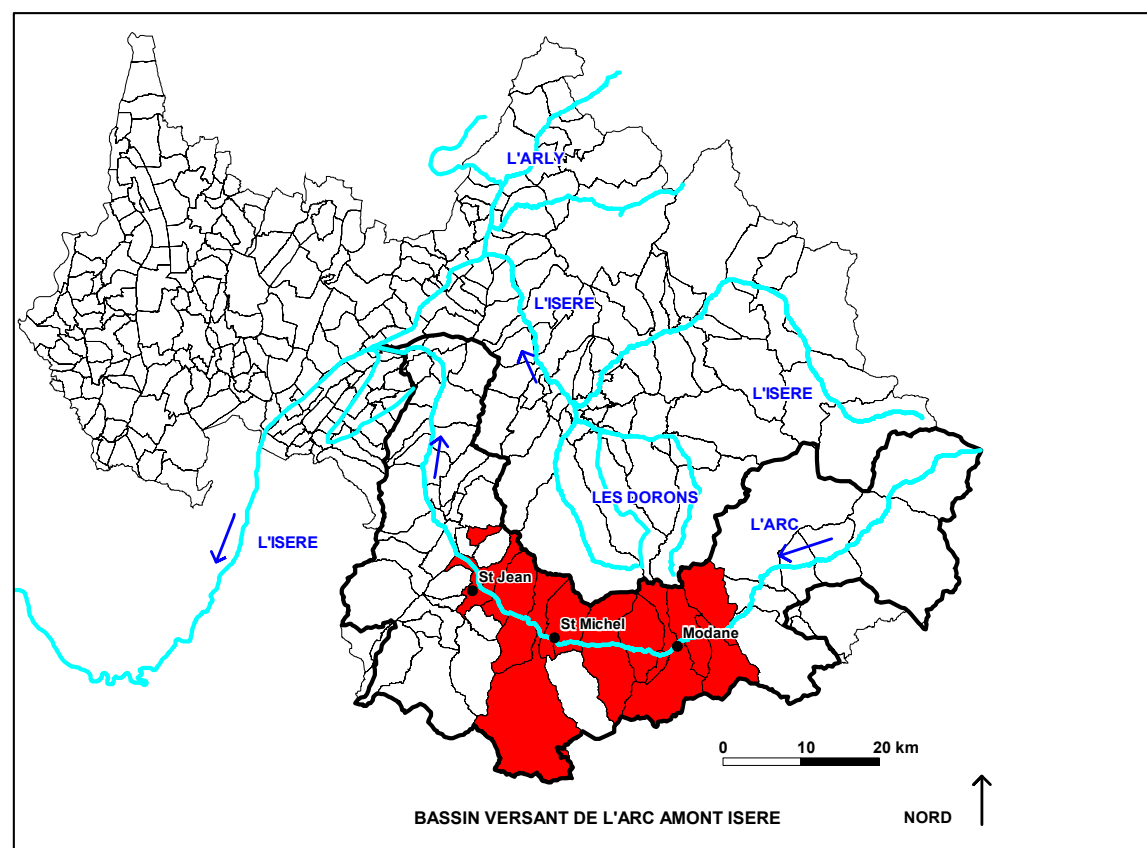 L'ARLY
L'ISERE
L'ISERE
LES DORONS
L'ARC
L'ISERE
St Jean
St Michel
Modane
0 10 20 km
BASSIN VERSANT DE L'ARC AMONT ISERE
NORD